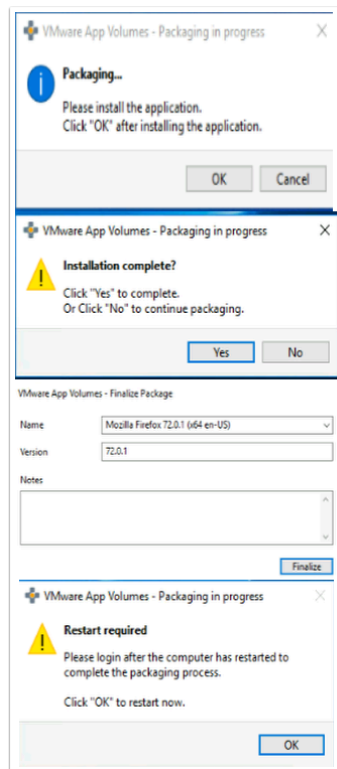 VMware App Volumes - Packaging in progress
Packaging...
Please install the application.
Click "OK" after installing the application.
OK Cancel
VMware App Volumes - Packaging in progress
Installation complete?
Click "Yes" to complete.
Or Click "No" to continue packaging.
Yes No
VMware App Volumes - Finalize Package
Name Mozilla Firefox 72.0.1 (x64 en-US)
Version 72.0.1
Notes
Finalize
VMware App Volumes - Packaging in progress
Restart required
Please login after the computer has restarted to
complete the packaging process.
Click "OK" to restart now.
OK